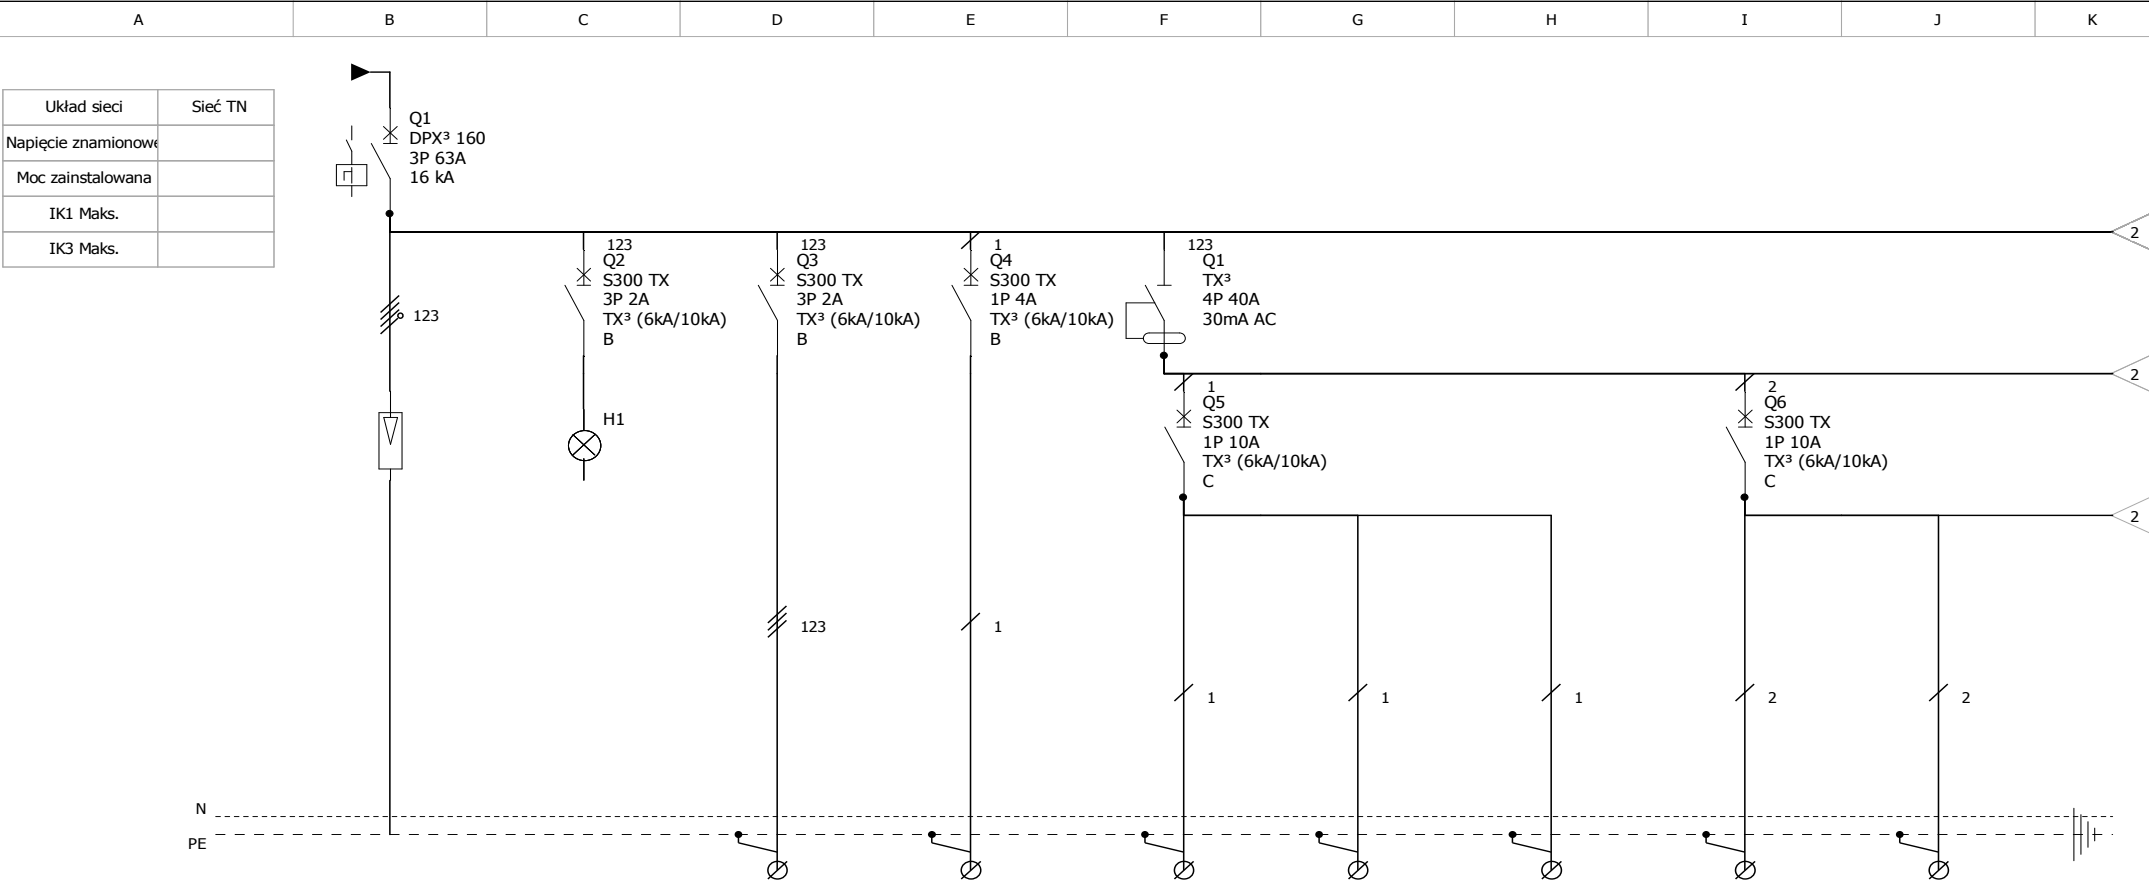 A B C D E F G H I J K
Układ sieci Sieć TN
Napięcie znamionowe
Moc zainstalowana
IK1 Maks.
IK3 Maks.
Q1
DPX³ 160
3P 63A
16 kA
123
123
Q2
S300 TX
3P 2A
TX³ (6kA/10kA)
B
H1
123
Q3
S300 TX
3P 2A
TX³ (6kA/10kA)
B
123
1
Q4
S300 TX
1P 4A
TX³ (6kA/10kA)
B
1
123
Q1
TX³
4P 40A
30mA AC
1
Q5
S300 TX
1P 10A
TX³ (6kA/10kA)
C
1
1
1
2
Q6
S300 TX
1P 10A
TX³ (6kA/10kA)
C
2
2
2
2
2
N
PE